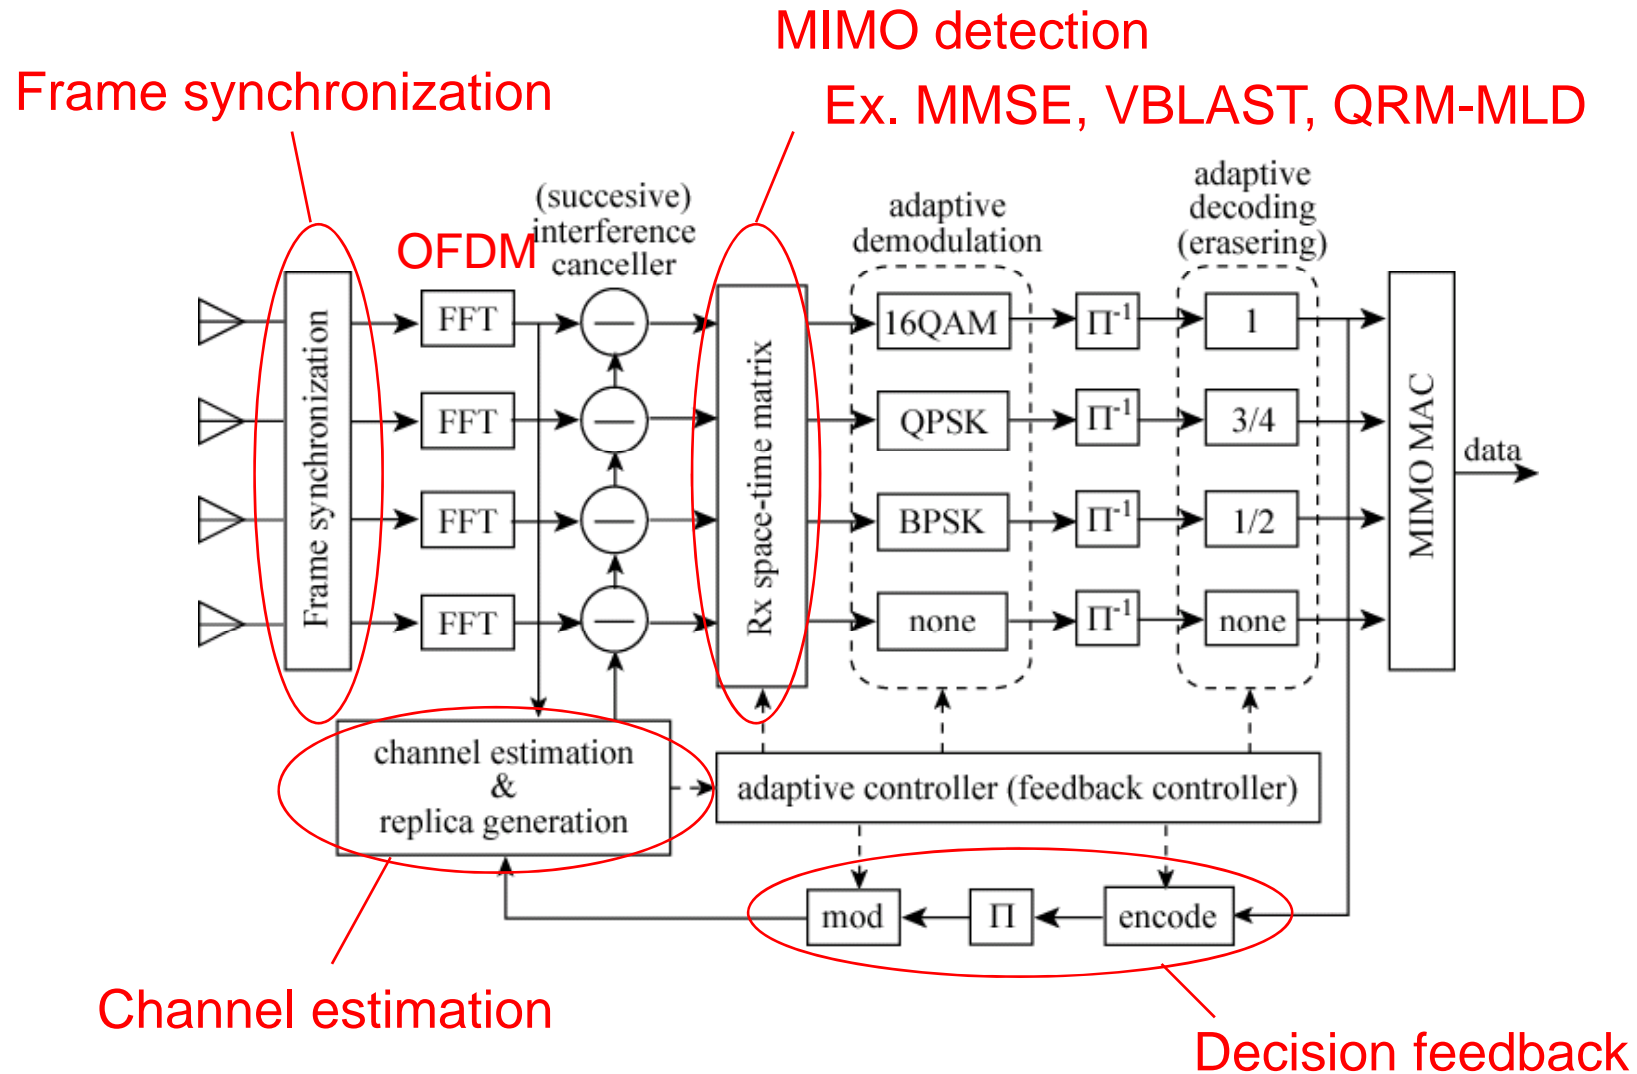 MIMO detection
Frame synchronization
Ex. MMSE, VBLAST, QRM-MLD
(succesive)
interference
canceller
OFDM
adaptive
demodulation
adaptive
decoding
(erasering)
Frame synchronization
FFT
FFT
FFT
FFT
—
—
—
—
Rx space-time matrix
16QAM
QPSK
BPSK
none
Π-1
Π-1
Π-1
Π-1
1
3/4
1/2
none
MIMO MAC
data
channel estimation
&
replica generation
adaptive controller (feedback controller)
mod
Π
encode
Channel estimation
Decision feedback